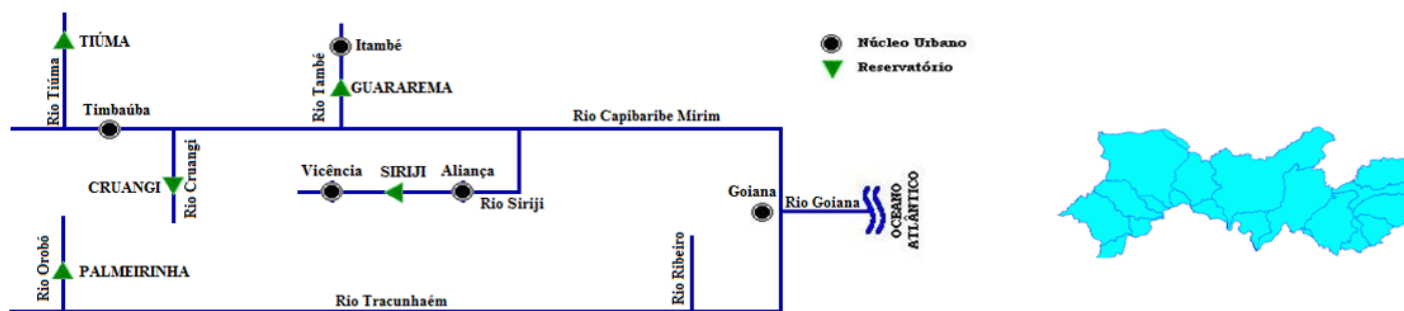 TIÚMA
Rio Tiúma
Timbaúba
CRUANGI
Rio Cruangi
Itambé
GUARAREMA
Rio També
Rio Capibaribe Mirim
Vicência
SIRIJI
Aliança
Rio Siriji
Goiana
Rio Goiana
OCEANO
ATLÂNTICO
Rio Orobó
PALMEIRINHA
Rio Tracunhaém
Rio Ribeiro
Núcleo Urbano
Reservatório